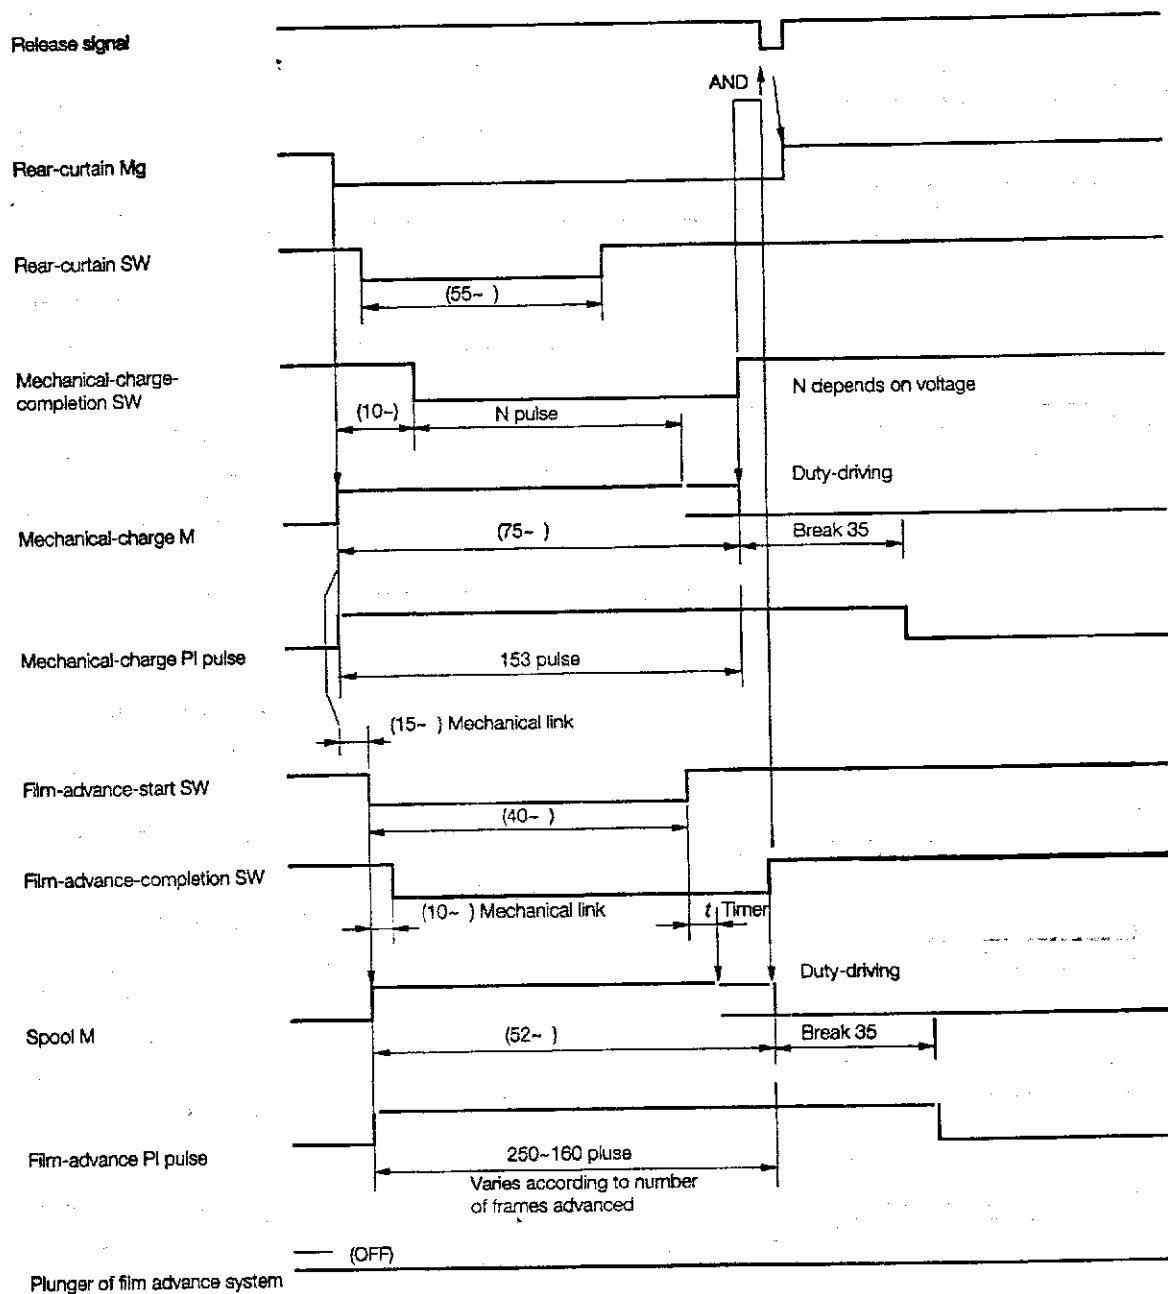 Release signal
AND
Rear-curtain Mg
Rear-curtain SW
(55~ )
Mechanical-charge-
completion SW
N depends on voltage
(10~)
N pulse
Duty-driving
Mechanical-charge M
(75~ )
Break 35
Mechanical-charge PI pulse
153 pulse
(15~ ) Mechanical link
Film-advance-start SW
(40~ )
Film-advance-completion SW
(10~ ) Mechanical link
t Timer
Duty-driving
Spool M
(52~ )
Break 35
Film-advance PI pulse
250~160 pluse
Varies according to number
of frames advanced
(OFF)
Plunger of film advance system